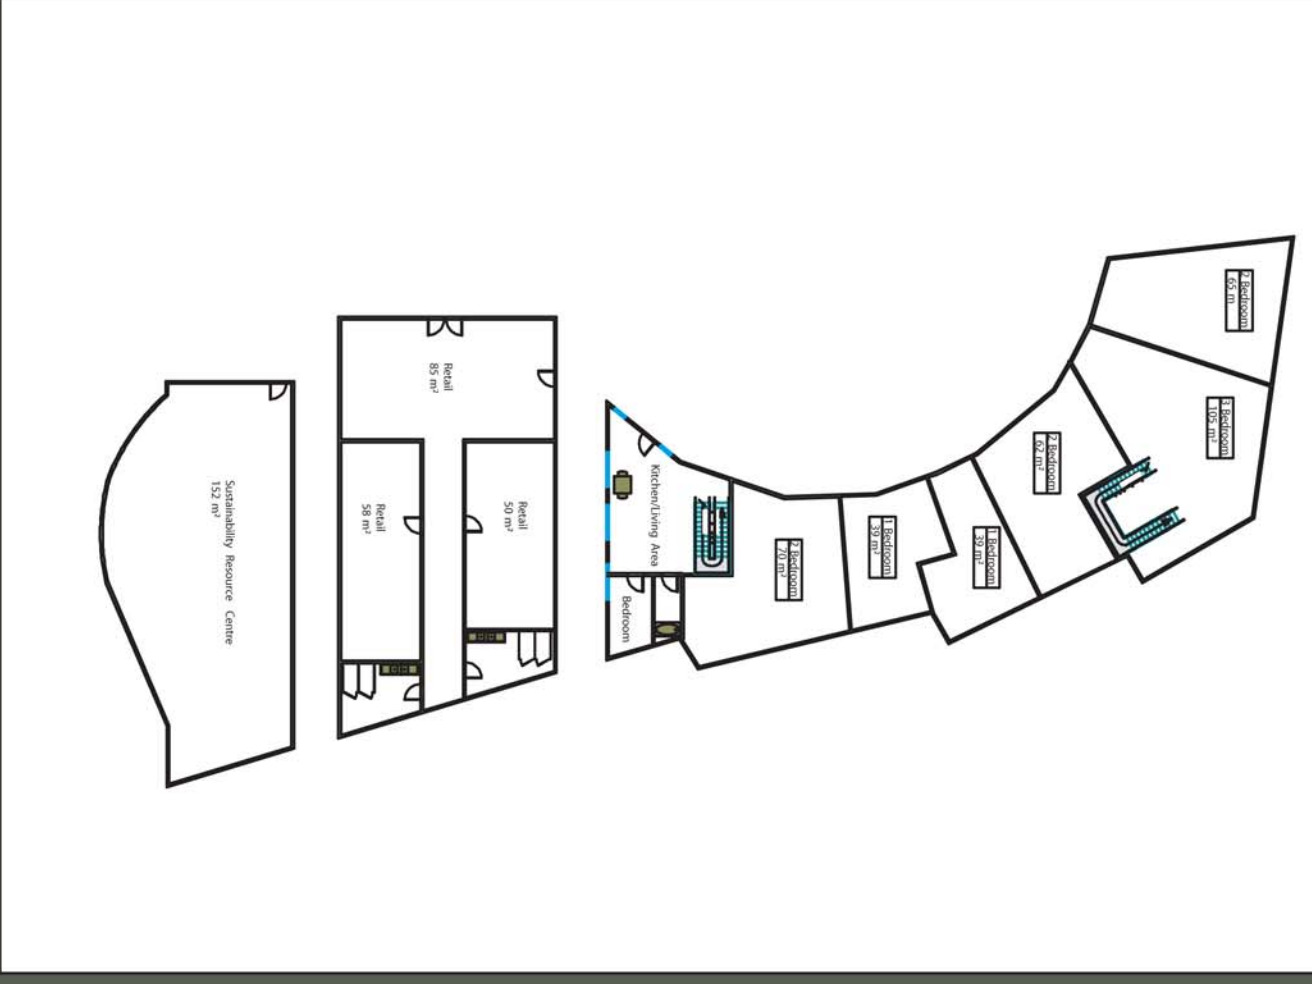 Sustainability Resource Centre
152 m²
Retail
85 m²
Retail
58 m²
Retail
50 m²
Kitchen/Living Area
Bedroom
2 Bedroom
70 m²
1 Bedroom
39 m²
1 Bedroom
39 m²
2 Bedroom
62 m²
3 Bedroom
105 m²
2 Bedroom
65 m